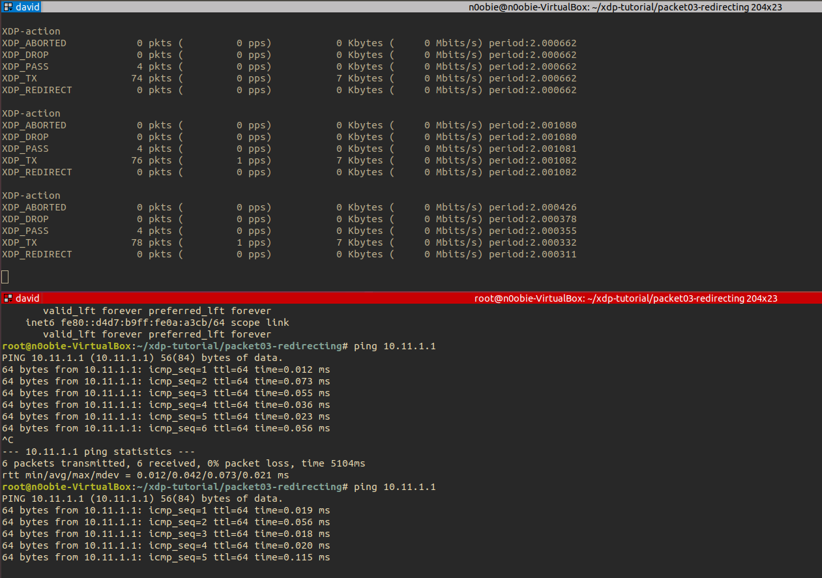 david n0obie@n0obie-VirtualBox: ~/xdp-tutorial/packet03-redirecting 204x23
XDP-action
XDP_ABORTED 0 pkts ( 0 pps) 0 Kbytes ( 0 Mbits/s) period:2.000662
XDP_DROP 0 pkts ( 0 pps) 0 Kbytes ( 0 Mbits/s) period:2.000662
XDP_PASS 4 pkts ( 0 pps) 0 Kbytes ( 0 Mbits/s) period:2.000662
XDP_TX 74 pkts ( 0 pps) 7 Kbytes ( 0 Mbits/s) period:2.000662
XDP_REDIRECT 0 pkts ( 0 pps) 0 Kbytes ( 0 Mbits/s) period:2.000662
XDP-action
XDP_ABORTED 0 pkts ( 0 pps) 0 Kbytes ( 0 Mbits/s) period:2.001080
XDP_DROP 0 pkts ( 0 pps) 0 Kbytes ( 0 Mbits/s) period:2.001080
XDP_PASS 4 pkts ( 0 pps) 0 Kbytes ( 0 Mbits/s) period:2.001081
XDP_TX 76 pkts ( 1 pps) 7 Kbytes ( 0 Mbits/s) period:2.001082
XDP_REDIRECT 0 pkts ( 0 pps) 0 Kbytes ( 0 Mbits/s) period:2.001082
XDP-action
XDP_ABORTED 0 pkts ( 0 pps) 0 Kbytes ( 0 Mbits/s) period:2.000426
XDP_DROP 0 pkts ( 0 pps) 0 Kbytes ( 0 Mbits/s) period:2.000378
XDP_PASS 4 pkts ( 0 pps) 0 Kbytes ( 0 Mbits/s) period:2.000355
XDP_TX 78 pkts ( 1 pps) 7 Kbytes ( 0 Mbits/s) period:2.000332
XDP_REDIRECT 0 pkts ( 0 pps) 0 Kbytes ( 0 Mbits/s) period:2.000311
david root@n0obie-VirtualBox: ~/xdp-tutorial/packet03-redirecting 204x23
valid_lft forever preferred_lft forever
inet6 fe80::d4d7:b9ff:fe0a:a3cb/64 scope link
valid_lft forever preferred_lft forever
root@n0obie-VirtualBox:~/xdp-tutorial/packet03-redirecting# ping 10.11.1.1
PING 10.11.1.1 (10.11.1.1) 56(84) bytes of data.
64 bytes from 10.11.1.1: icmp_seq=1 ttl=64 time=0.012 ms
64 bytes from 10.11.1.1: icmp_seq=2 ttl=64 time=0.073 ms
64 bytes from 10.11.1.1: icmp_seq=3 ttl=64 time=0.055 ms
64 bytes from 10.11.1.1: icmp_seq=4 ttl=64 time=0.036 ms
64 bytes from 10.11.1.1: icmp_seq=5 ttl=64 time=0.023 ms
64 bytes from 10.11.1.1: icmp_seq=6 ttl=64 time=0.056 ms
^C
--- 10.11.1.1 ping statistics ---
6 packets transmitted, 6 received, 0% packet loss, time 5104ms
rtt min/avg/max/mdev = 0.012/0.042/0.073/0.021 ms
root@n0obie-VirtualBox:~/xdp-tutorial/packet03-redirecting# ping 10.11.1.1
PING 10.11.1.1 (10.11.1.1) 56(84) bytes of data.
64 bytes from 10.11.1.1: icmp_seq=1 ttl=64 time=0.019 ms
64 bytes from 10.11.1.1: icmp_seq=2 ttl=64 time=0.056 ms
64 bytes from 10.11.1.1: icmp_seq=3 ttl=64 time=0.018 ms
64 bytes from 10.11.1.1: icmp_seq=4 ttl=64 time=0.020 ms
64 bytes from 10.11.1.1: icmp_seq=5 ttl=64 time=0.115 ms